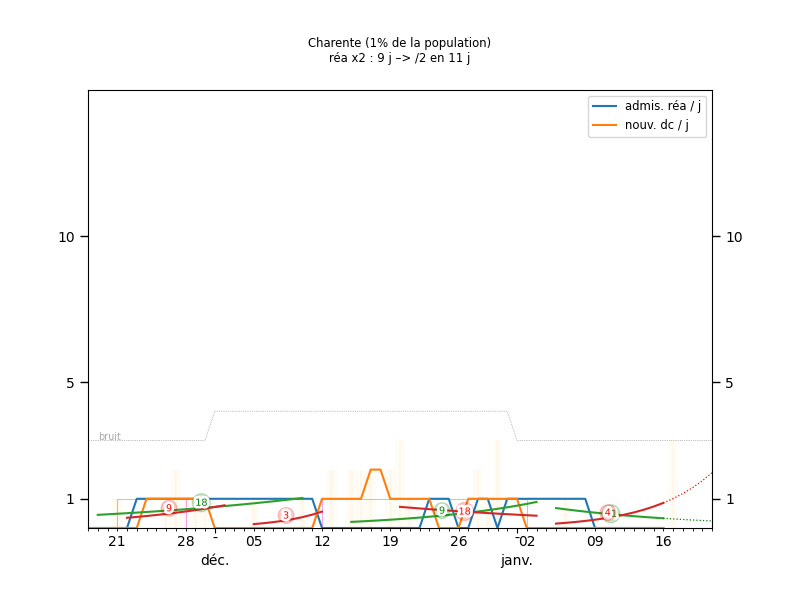 Charente (1% de la population)
réa x2 : 9 j –> /2 en 11 j
admis. réa / j
nouv. dc / j
10 10
5 5
bruit
1 1
9 18 3 9 18 4
21 28 05 12 19 26 02 09 16
déc. janv.